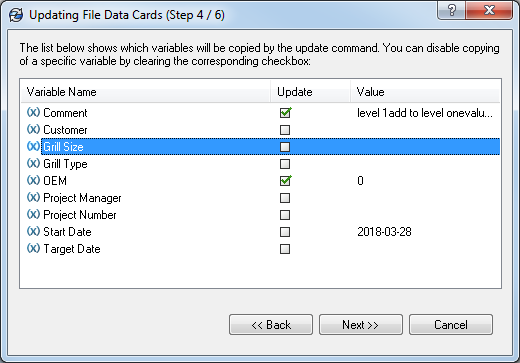 Updating File Data Cards (Step 4 / 6)
The list below shows which variables will be copied by the update command. You can disable copying
of a specific variable by clearing the corresponding checkbox:
Variable Name Update Value
(x) Comment level 1add to level onevalu...
(x) Customer
(x) Grill Size
(x) Grill Type
(x) OEM 0
(x) Project Manager
(x) Project Number
(x) Start Date 2018-03-28
(x) Target Date
<< Back Next >> Cancel